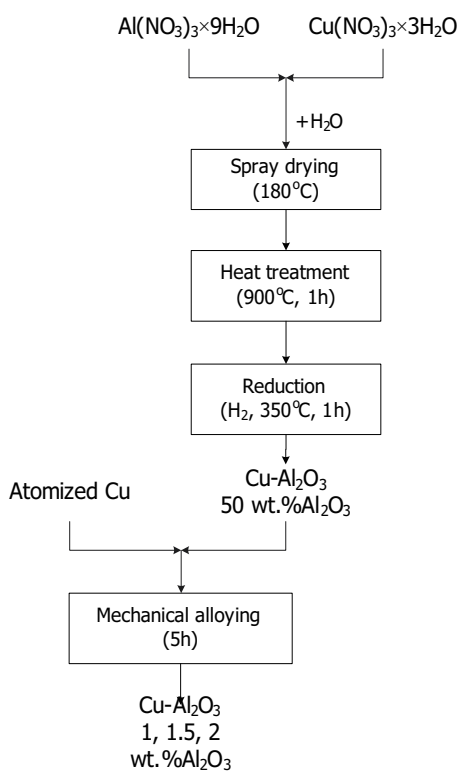 Al(NO₃)₃×9H₂O
Cu(NO₃)₃×3H₂O
+H₂O
Spray drying
(180°C)
Heat treatment
(900°C, 1h)
Reduction
(H₂, 350°C, 1h)
Cu-Al₂O₃
50 wt.%Al₂O₃
Atomized Cu
Mechanical alloying
(5h)
Cu-Al₂O₃
1, 1.5, 2
wt.%Al₂O₃